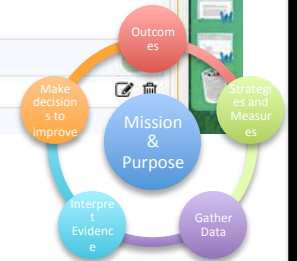 Outcom
es
Strategi
es and
Measur
es
Gather
Data
Interpre
t
Evidenc
e
Make
decision
s to
improve
Mission
&
Purpose